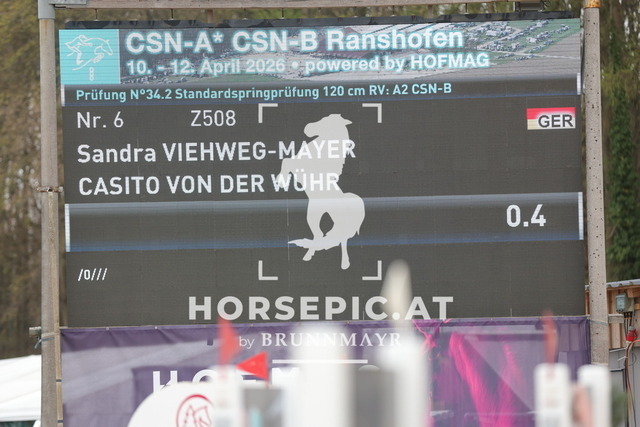 CSN-A* CSN-B Ranshofen
10. - 12. April 2026 • powered by HOFMAG
Prüfung N°34.2 Standardspringprüfung 120 cm RV: A2 CSN-B
Nr. 6 Z508 GER
Sandra VIEHWEG-MAYER
CASITO VON DER WÜHR
0.4
/0///
HORSEPIC.AT
by BRUNNMAYR